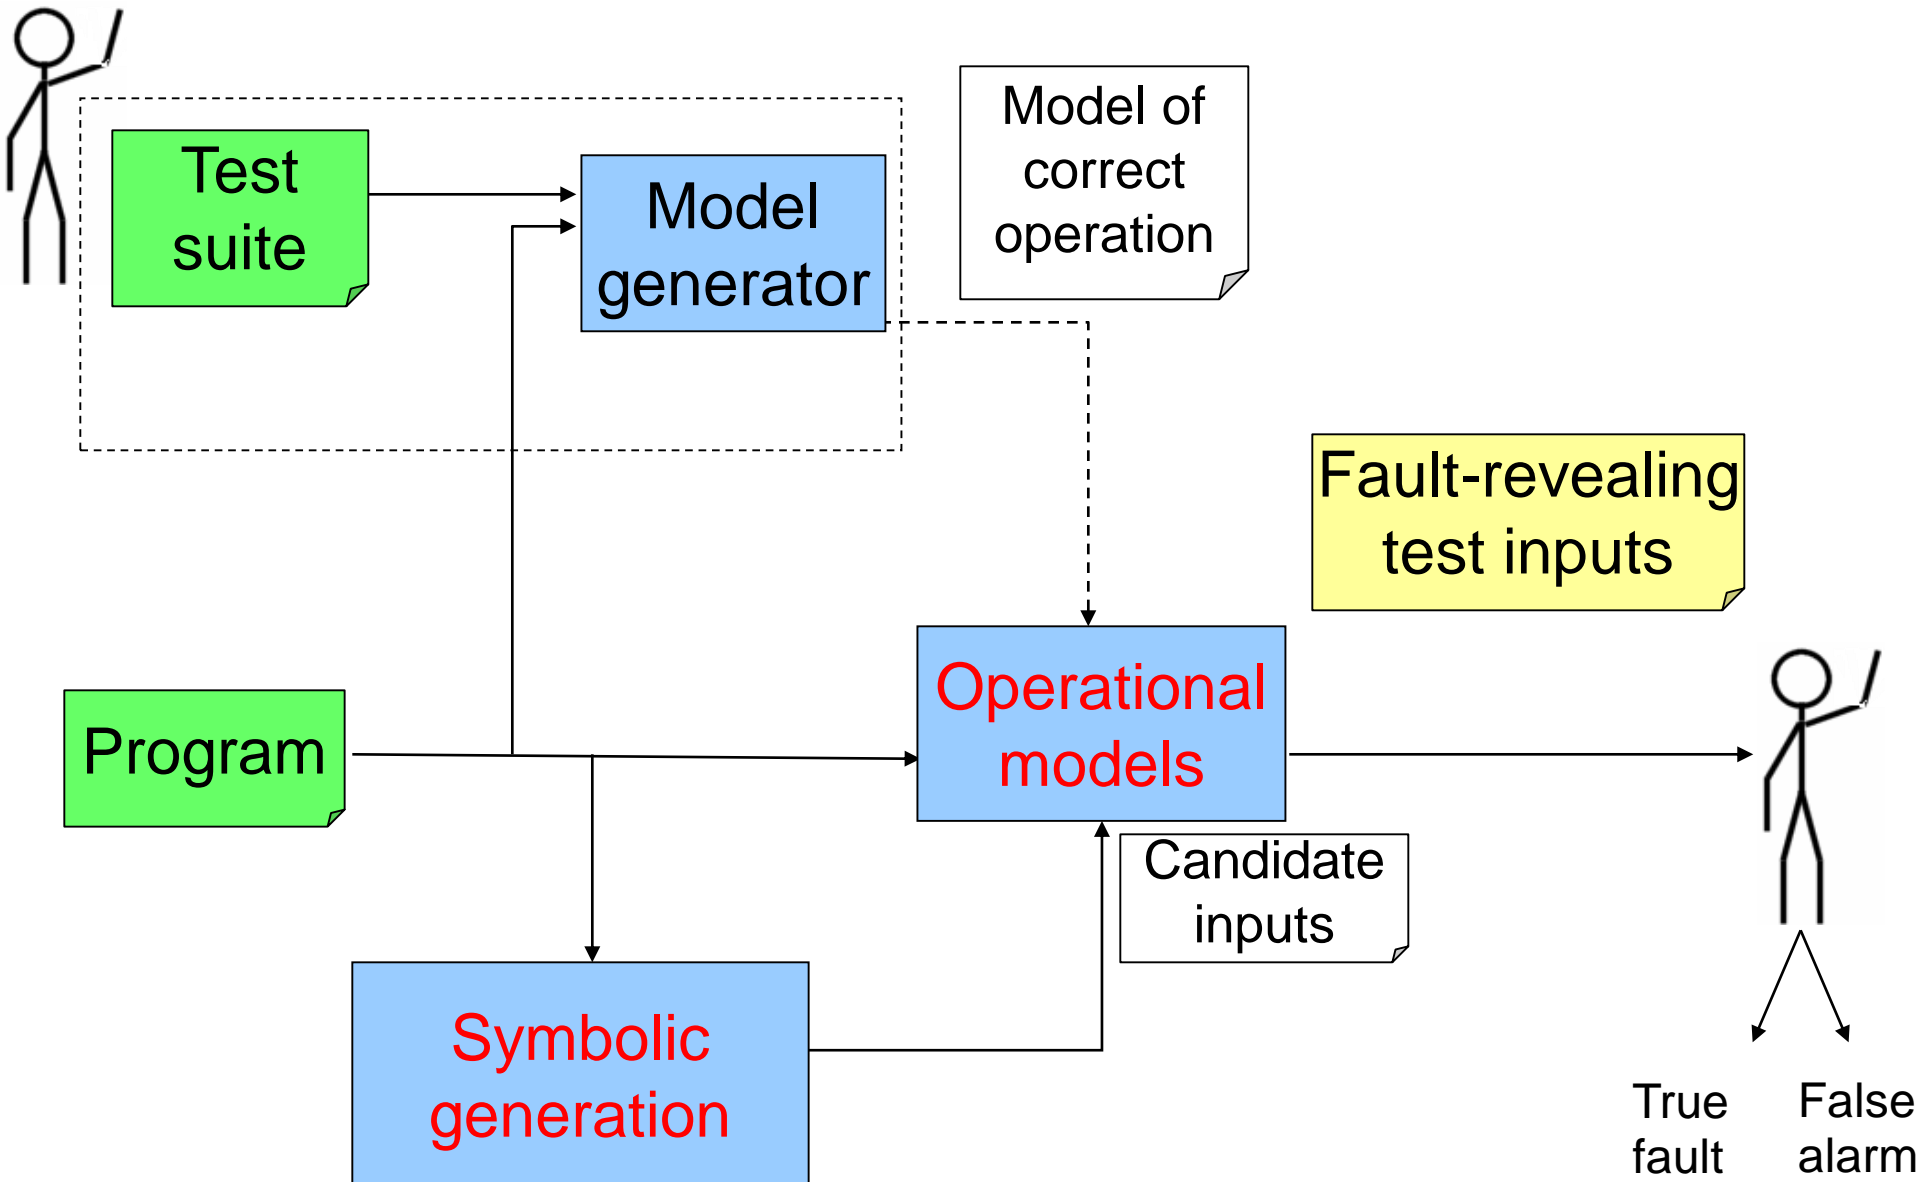 Test
suite
Model
generator
Model of
correct
operation
Fault-revealing
test inputs
Program
Operational
models
Candidate
inputs
Symbolic
generation
True
fault
False
alarm